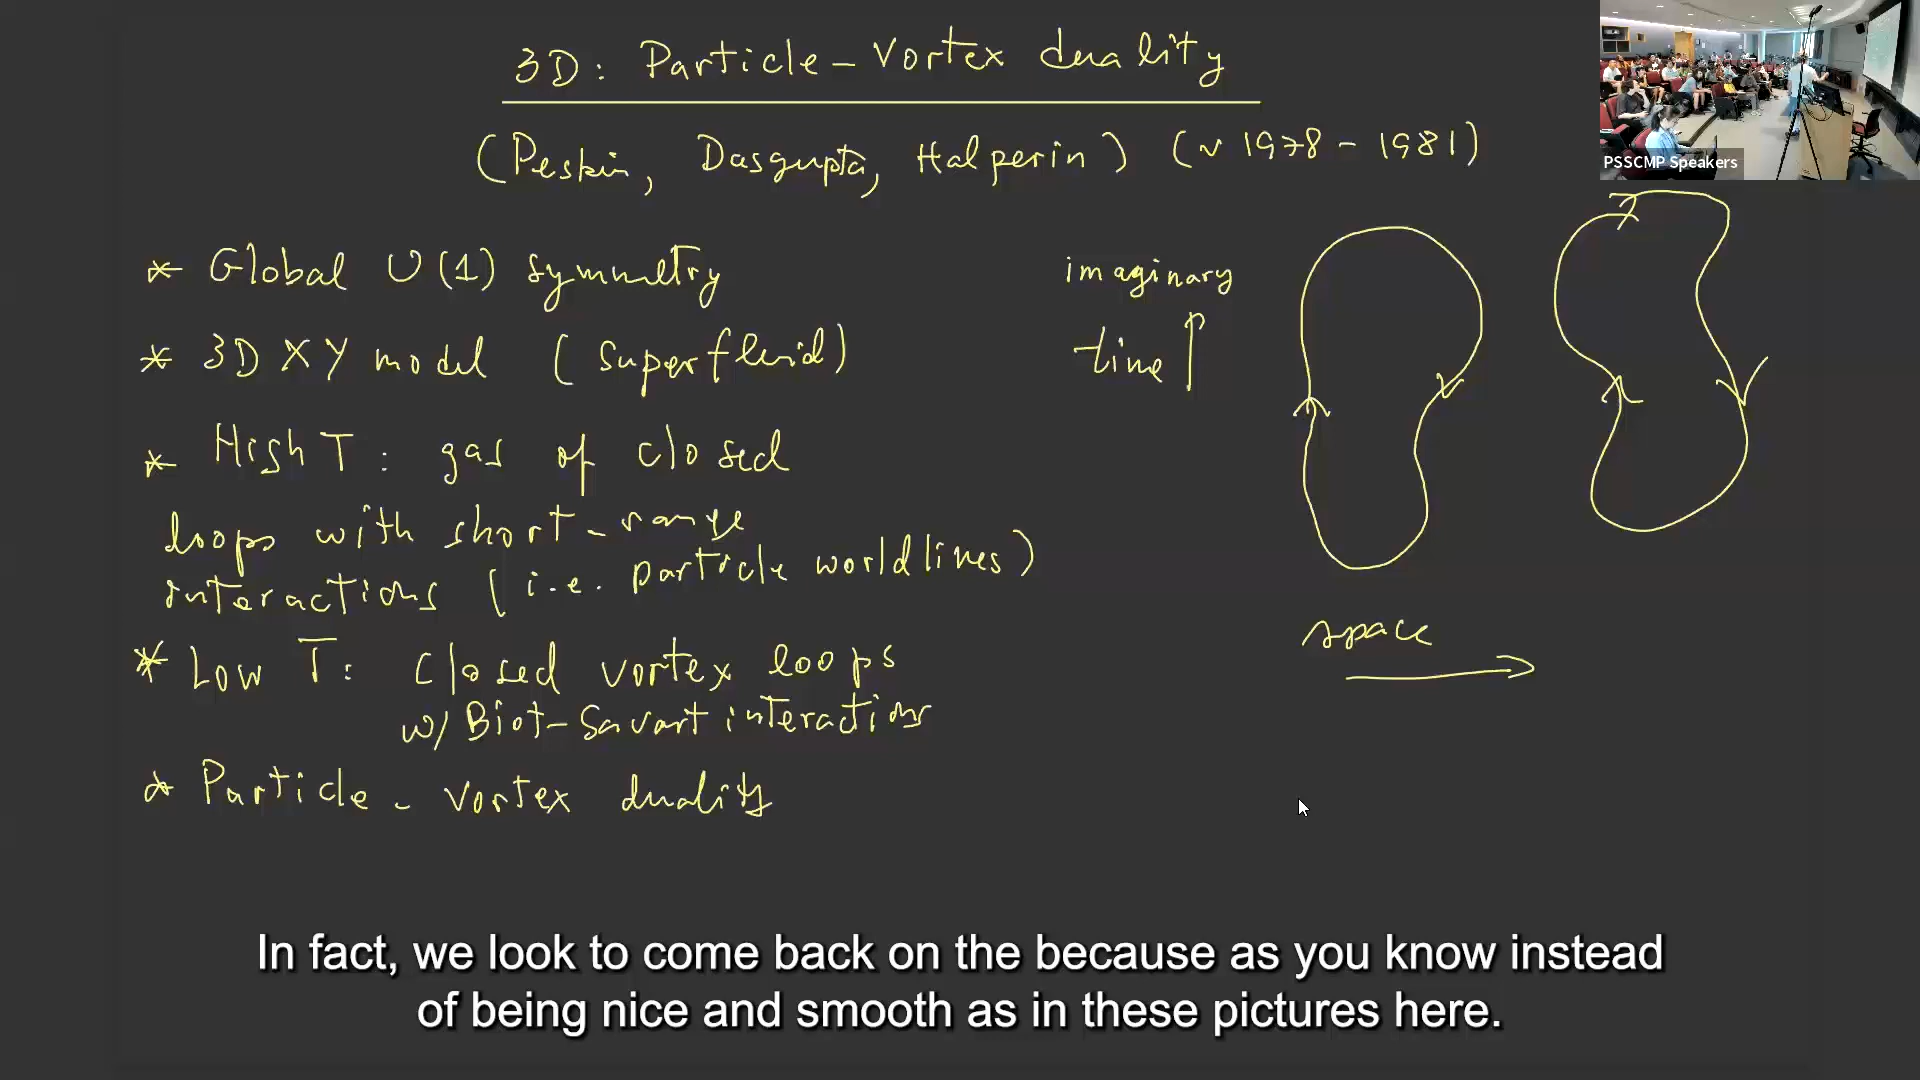 3D: Particle - Vortex duality
(Peskin, Dasgupta, Halperin) (~ 1978 - 1981)
PSSCMP Speakers
* Global U(1) symmetry
* 3D XY model (superfluid)
* High T: gas of closed
loops with short-range
interactions (i.e. particle worldlines)
* Low T: closed vortex loops
w/ Biot-Savart interactions
* Particle - vortex duality
imaginary
time
space
In fact, we look to come back on the because as you know instead
of being nice and smooth as in these pictures here.